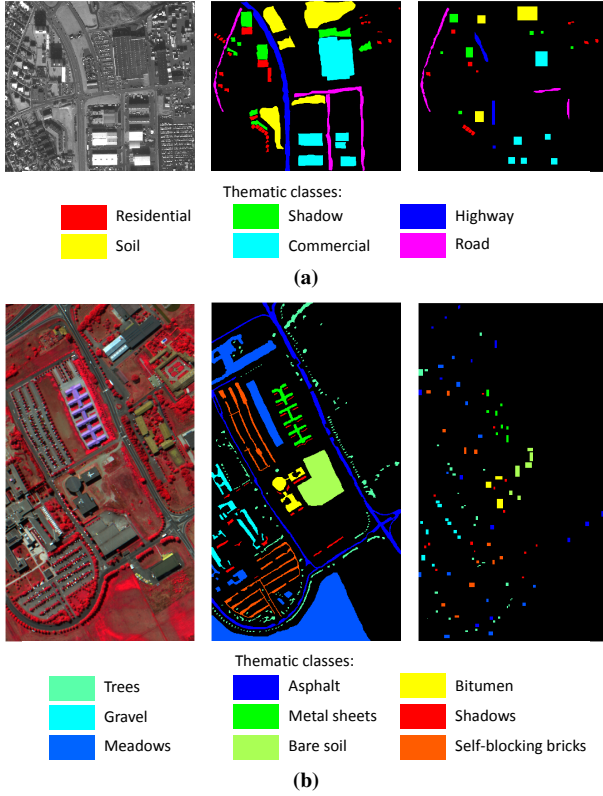 Thematic classes:
Residential Shadow Highway
Soil Commercial Road
(a)
Thematic classes:
Trees Asphalt Bitumen
Gravel Metal sheets Shadows
Meadows Bare soil Self-blocking bricks
(b)